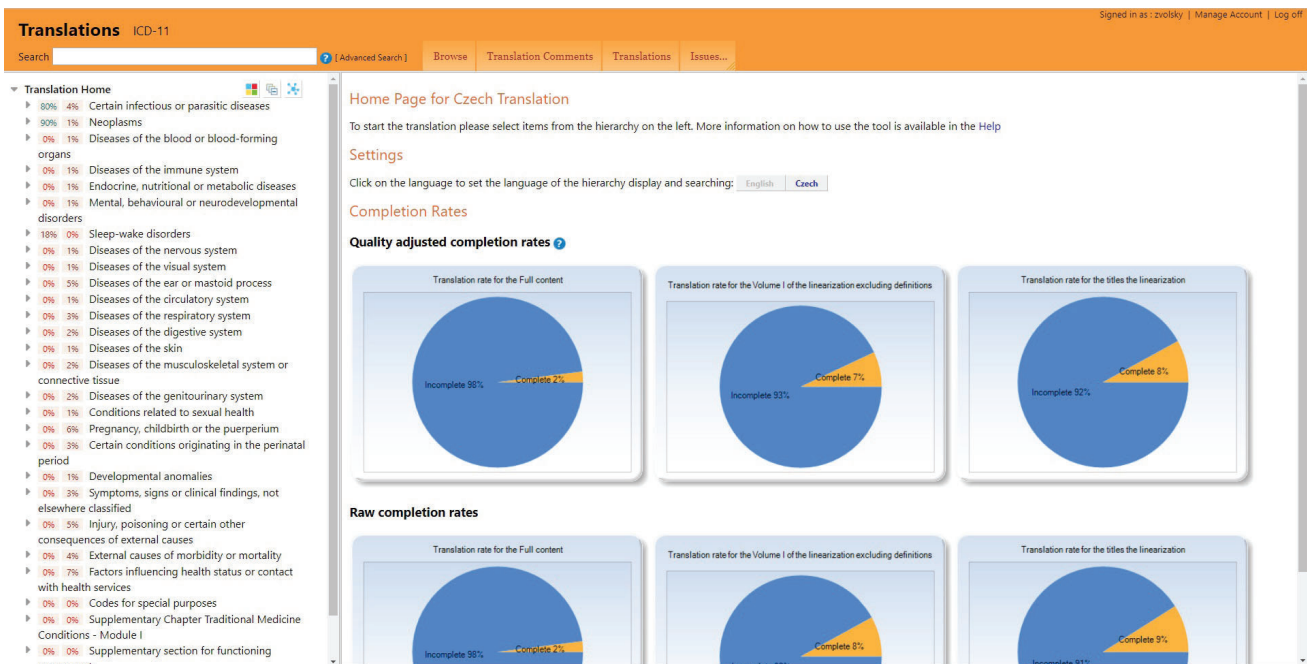 Signed in as : zvolsky | Manage Account | Log off
Translations ICD-11
Search [ Advanced Search ] Browse Translation Comments Translations Issues...
Translation Home
80% 4% Certain infectious or parasitic diseases
90% 1% Neoplasms
0% 1% Diseases of the blood or blood-forming
organs
0% 1% Diseases of the immune system
0% 1% Endocrine, nutritional or metabolic diseases
0% 1% Mental, behavioural or neurodevelopmental
disorders
18% 0% Sleep-wake disorders
0% 1% Diseases of the nervous system
0% 1% Diseases of the visual system
0% 5% Diseases of the ear or mastoid process
0% 1% Diseases of the circulatory system
0% 3% Diseases of the respiratory system
0% 2% Diseases of the digestive system
0% 1% Diseases of the skin
0% 2% Diseases of the musculoskeletal system or
connective tissue
0% 2% Diseases of the genitourinary system
0% 1% Conditions related to sexual health
0% 6% Pregnancy, childbirth or the puerperium
0% 3% Certain conditions originating in the perinatal
period
0% 1% Developmental anomalies
0% 3% Symptoms, signs or clinical findings, not
elsewhere classified
0% 5% Injury, poisoning or certain other
consequences of external causes
0% 4% External causes of morbidity or mortality
0% 7% Factors influencing health status or contact
with health services
0% 0% Codes for special purposes
0% 0% Supplementary Chapter Traditional Medicine
Conditions - Module I
0% 0% Supplementary section for functioning
Home Page for Czech Translation
To start the translation please select items from the hierarchy on the left. More information on how to use the tool is available in the Help
Settings
Click on the language to set the language of the hierarchy display and searching: English Czech
Completion Rates
Quality adjusted completion rates
Translation rate for the Full content
Incomplete 98% Complete 2%
Translation rate for the Volume I of the linearization excluding definitions
Incomplete 93% Complete 7%
Translation rate for the titles the linearization
Incomplete 92% Complete 8%
Raw completion rates
Translation rate for the Full content
Incomplete 98% Complete 2%
Translation rate for the Volume I of the linearization excluding definitions
Complete 8%
Translation rate for the titles the linearization
Incomplete 91% Complete 9%